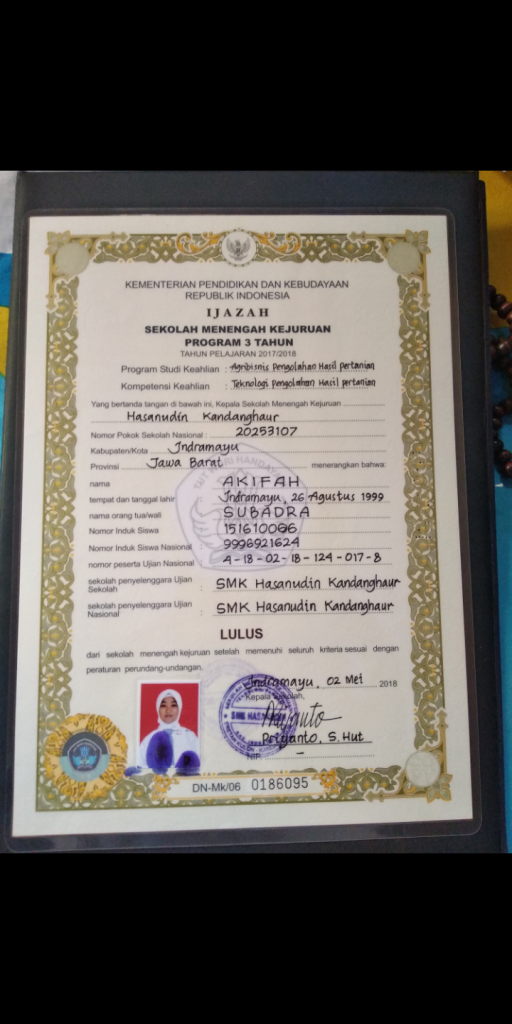 KEMENTERIAN PENDIDIKAN DAN KEBUDAYAAN
REPUBLIK INDONESIA
IJAZAH
SEKOLAH MENENGAH KEJURUAN
PROGRAM 3 TAHUN
TAHUN PELAJARAN 2017/2018
Program Studi Keahlian : Agribisnis Pengolahan Hasil Pertanian
Kompetensi Keahlian : Teknologi Pengolahan Hasil Pertanian
Yang bertanda tangan di bawah ini, Kepala Sekolah Menengah Kejuruan
Hasanudin Kandanghaur
Nomor Pokok Sekolah Nasional : 20253107
Kabupaten/Kota Indramayu
Provinsi Jawa Barat menerangkan bahwa:
nama AKIFAH
tempat dan tanggal lahir Indramayu, 26 Agustus 1999
nama orang tua/wali SUBADRA
Nomor Induk Siswa 151610066
Nomor Induk Siswa Nasional 9996921624
nomor peserta Ujian Nasional 4-18-02-18-124-017-8
sekolah penyelenggara Ujian Sekolah : SMK Hasanudin Kandanghaur
sekolah penyelenggara Ujian Nasional : SMK Hasanudin Kandanghaur
LULUS
dari sekolah menengah kejuruan setelah memenuhi seluruh kriteria sesuai dengan
peraturan perundang-undangan.
Indramayu, 02 Mei 2018
Kepala Sekolah,
Priyanto, S.Hut
NIP. -
DN-Mk/06 0186095